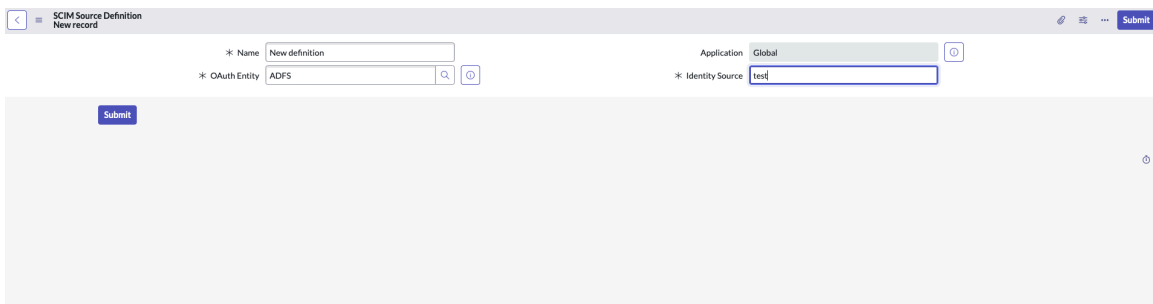 SCIM Source Definition
New record
Submit
* Name New definition Application Global
* OAuth Entity ADFS * Identity Source test
Submit